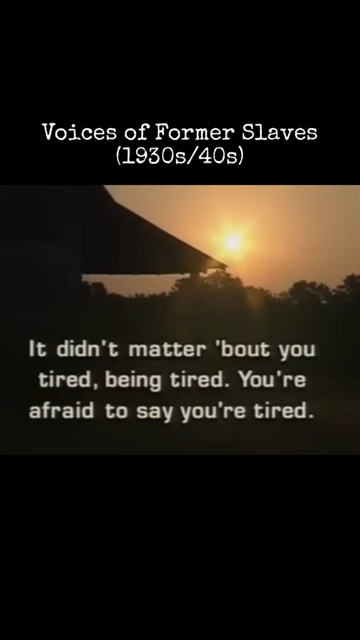 Voices of Former Slaves
(1930s/40s)
It didn't matter 'bout you
tired, being tired. You're
afraid to say you're tired.